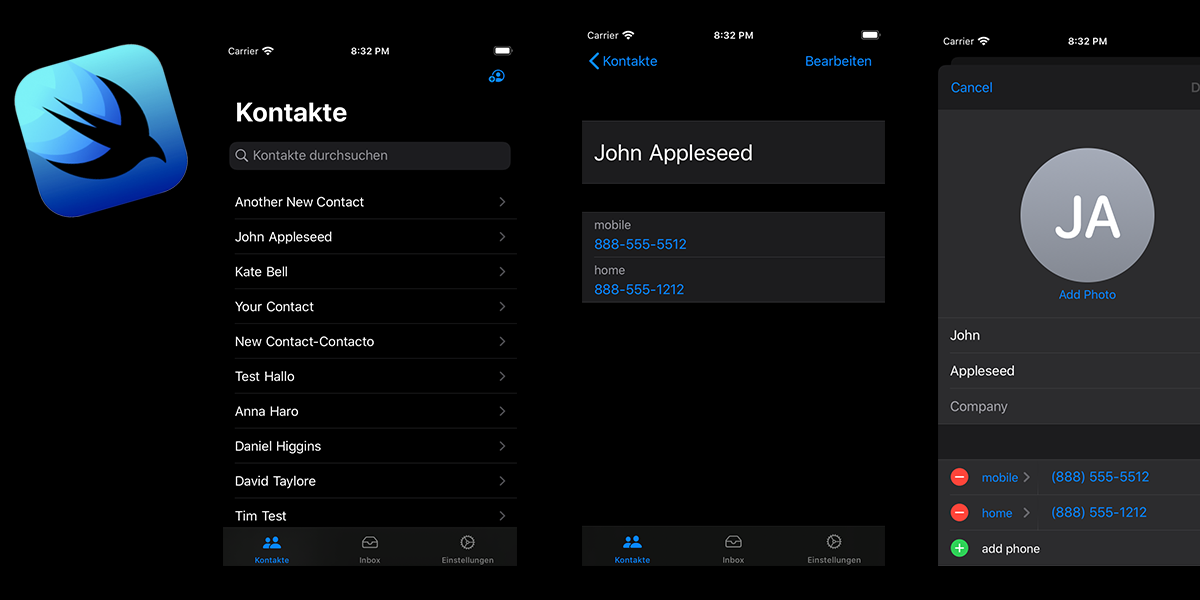 Carrier 8:32 PM
Kontakte
Kontakte durchsuchen
Another New Contact
John Appleseed
Kate Bell
Your Contact
New Contact-Contacto
Test Hallo
Anna Haro
Daniel Higgins
David Taylore
Tim Test
Kontakte Inbox Einstellungen
Carrier 8:32 PM
Kontakte Bearbeiten
John Appleseed
mobile
888-555-5512
home
888-555-1212
Kontakte Inbox Einstellungen
Carrier 8:32 PM
Cancel D
JA
Add Photo
John
Appleseed
Company
mobile (888) 555-5512
home (888) 555-1212
add phone